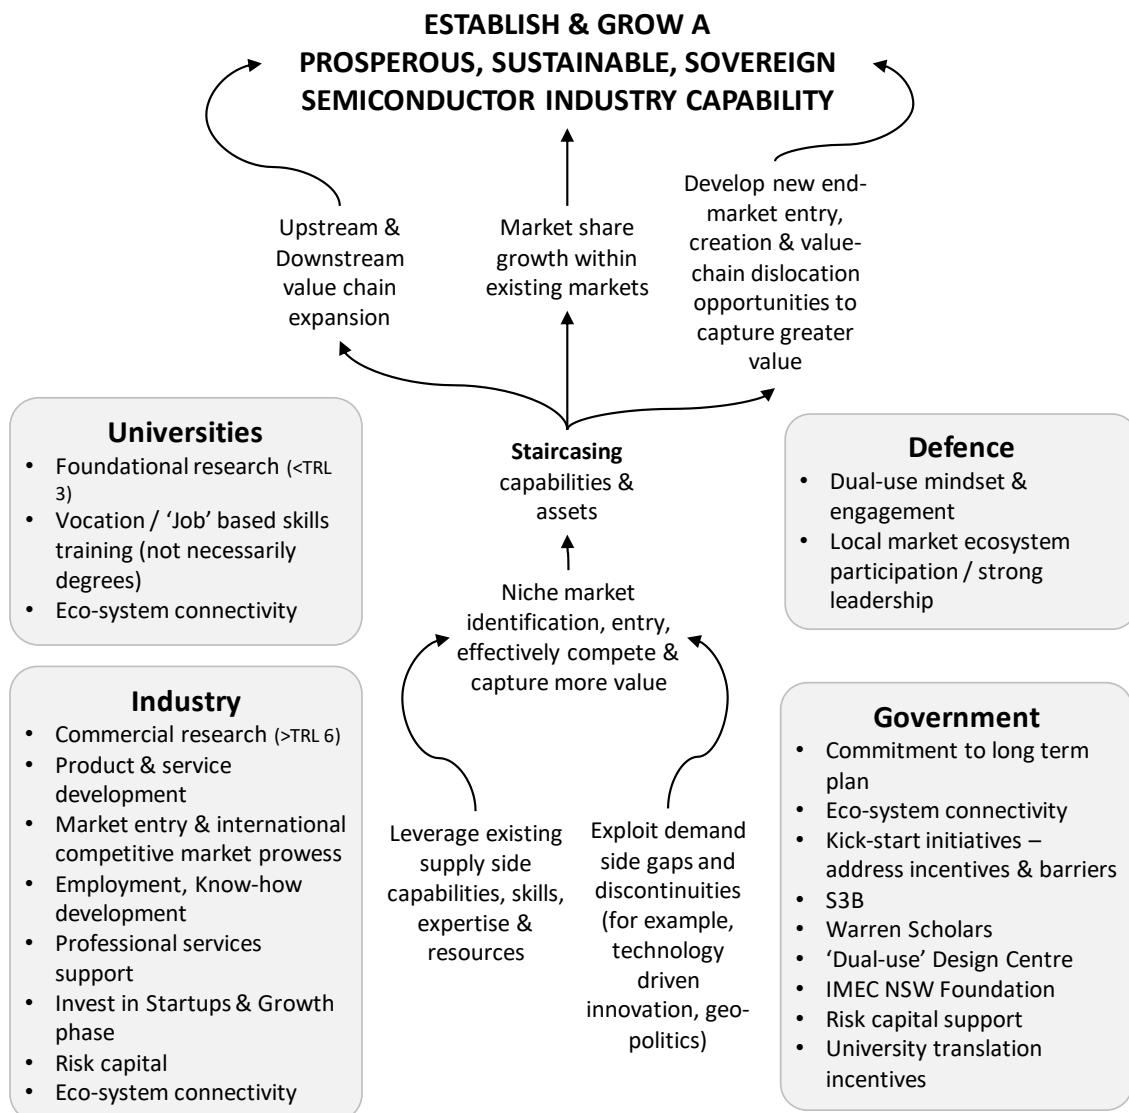 ESTABLISH & GROW A
PROSPEROUS, SUSTAINABLE, SOVEREIGN
SEMICONDUCTOR INDUSTRY CAPABILITY
Upstream &
Downstream
value chain
expansion
Market share
growth within
existing markets
Develop new end-
market entry,
creation & value-
chain dislocation
opportunities to
capture greater
value
Staircasing
capabilities &
assets
Niche market
identification, entry,
effectively compete &
capture more value
Leverage existing
supply side
capabilities, skills,
expertise &
resources
Exploit demand
side gaps and
discontinuities
(for example,
technology
driven
innovation, geo-
politics)
Universities
• Foundational research (<TRL
3)
• Vocation / ‘Job’ based skills
training (not necessarily
degrees)
• Eco-system connectivity
Industry
• Commercial research (>TRL 6)
• Product & service
development
• Market entry & international
competitive market prowess
• Employment, Know-how
development
• Professional services
support
• Invest in Startups & Growth
phase
• Risk capital
• Eco-system connectivity
Defence
• Dual-use mindset &
engagement
• Local market ecosystem
participation / strong
leadership
Government
• Commitment to long term
plan
• Eco-system connectivity
• Kick-start initiatives –
address incentives & barriers
• S3B
• Warren Scholars
• ‘Dual-use’ Design Centre
• IMEC NSW Foundation
• Risk capital support
• University translation
incentives